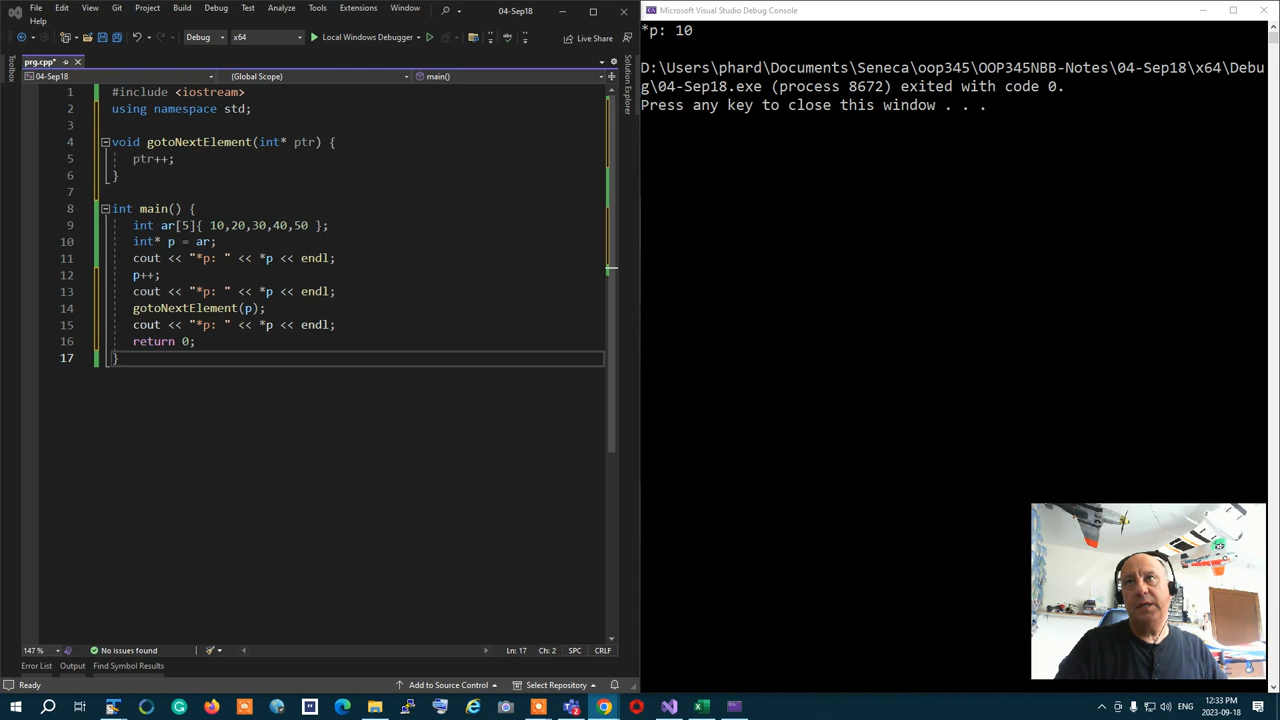 File Edit View Git Project Build Debug Test Analyze Tools Extensions Window 04-Sep18
Help
Debug x64 Local Windows Debugger Live Share
prg.cpp*
04-Sep18 (Global Scope) main()
1 #include <iostream>
2 using namespace std;
3
4 void gotoNextElement(int* ptr) {
5 ptr++;
6 }
7
8 int main() {
9 int ar[5]{ 10,20,30,40,50 };
10 int* p = ar;
11 cout << "*p: " << *p << endl;
12 p++;
13 cout << "*p: " << *p << endl;
14 gotoNextElement(p);
15 cout << "*p: " << *p << endl;
16 return 0;
17 }
Toolbox
Solution Explorer
147 % No issues found Ln: 17 Ch: 2 SPC CRLF
Error List Output Find Symbol Results
Ready Add to Source Control Select Repository
Microsoft Visual Studio Debug Console
*p: 10
D:\Users\phard\Documents\Seneca\oop345\OOP345NBB-Notes\04-Sep18\x64\Debu
g\04-Sep18.exe (process 8672) exited with code 0.
Press any key to close this window . . .
ENG
12:33 PM
2023-09-18